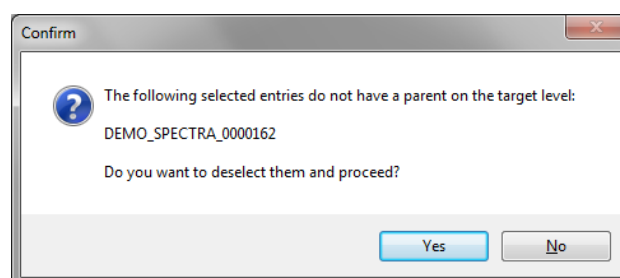 Confirm
The following selected entries do not have a parent on the target level:
DEMO_SPECTRA_0000162
Do you want to deselect them and proceed?
Yes
No